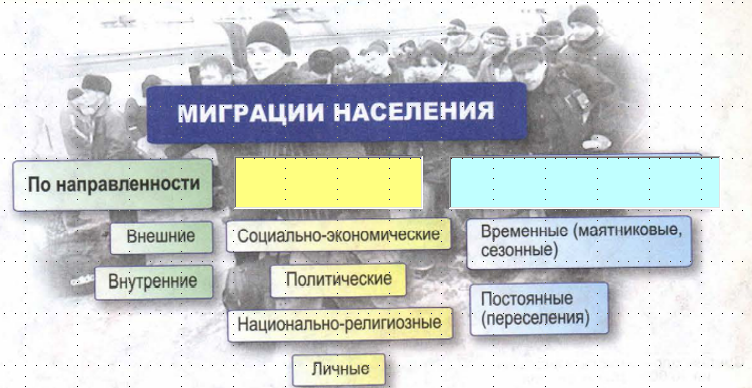 МИГРАЦИИ НАСЕЛЕНИЯ
По направленности
Внешние
Внутренние
Социально-экономические
Политические
Национально-религиозные
Личные
Временные (маятниковые,
сезонные)
Постоянные
(переселения)